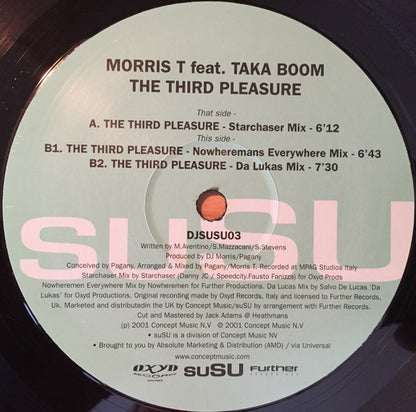 MORRIS T feat. TAKA BOOM
THE THIRD PLEASURE
That side -
A. THE THIRD PLEASURE - Starchaser Mix - 6'12
This side -
B1. THE THIRD PLEASURE - Nowheremans Everywhere Mix - 6'43
B2. THE THIRD PLEASURE - Da Lukas Mix - 7'30
suSU
DJSUSU03
Written by M.Aventino/S.Mazzacani/S.Stevens
Produced by DJ Morris/Pagany
Conceived by Pagany. Arranged & Mixed by Pagany/Morris T. Recorded at MPAG Studios Italy
Starchaser Mix by Starchaser (Danny JC / Speedcity.Fausto Fanizza) for Oxyd Prods
Nowheremen Everywhere Mix by Nowheremen for Further Productions. Da Lucas Mix by Salvo De Lucas 'Da
Lukas' for Oxyd Productions. Original recording made by Oxyd Records, Italy and licensed to Further Records,
Uk. Marketed and distributedin the UK by Concept Music/suSU by arrangement with Further Records.
Cut and Mastered by Jack Adams @ Heathmans
(p) 2001 Concept Music N.V © 2001 Concept Music N.V
• suSU is a division of Concept Music NV
• Brought to you by Absolute Marketing & Distribution (AMD) / via Universal
www.conceptmusic.com
OXYD RECORDS suSU Further